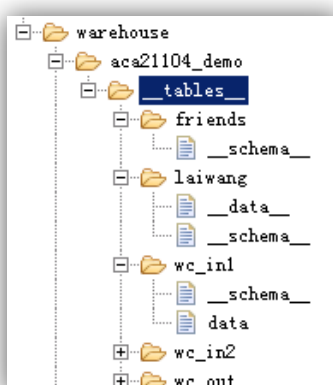 warehouse
aca21104_demo
__tables__
friends
__schema__
laiwang
__data__
__schema__
wc_in1
__schema__
data
wc_in2
wc_out